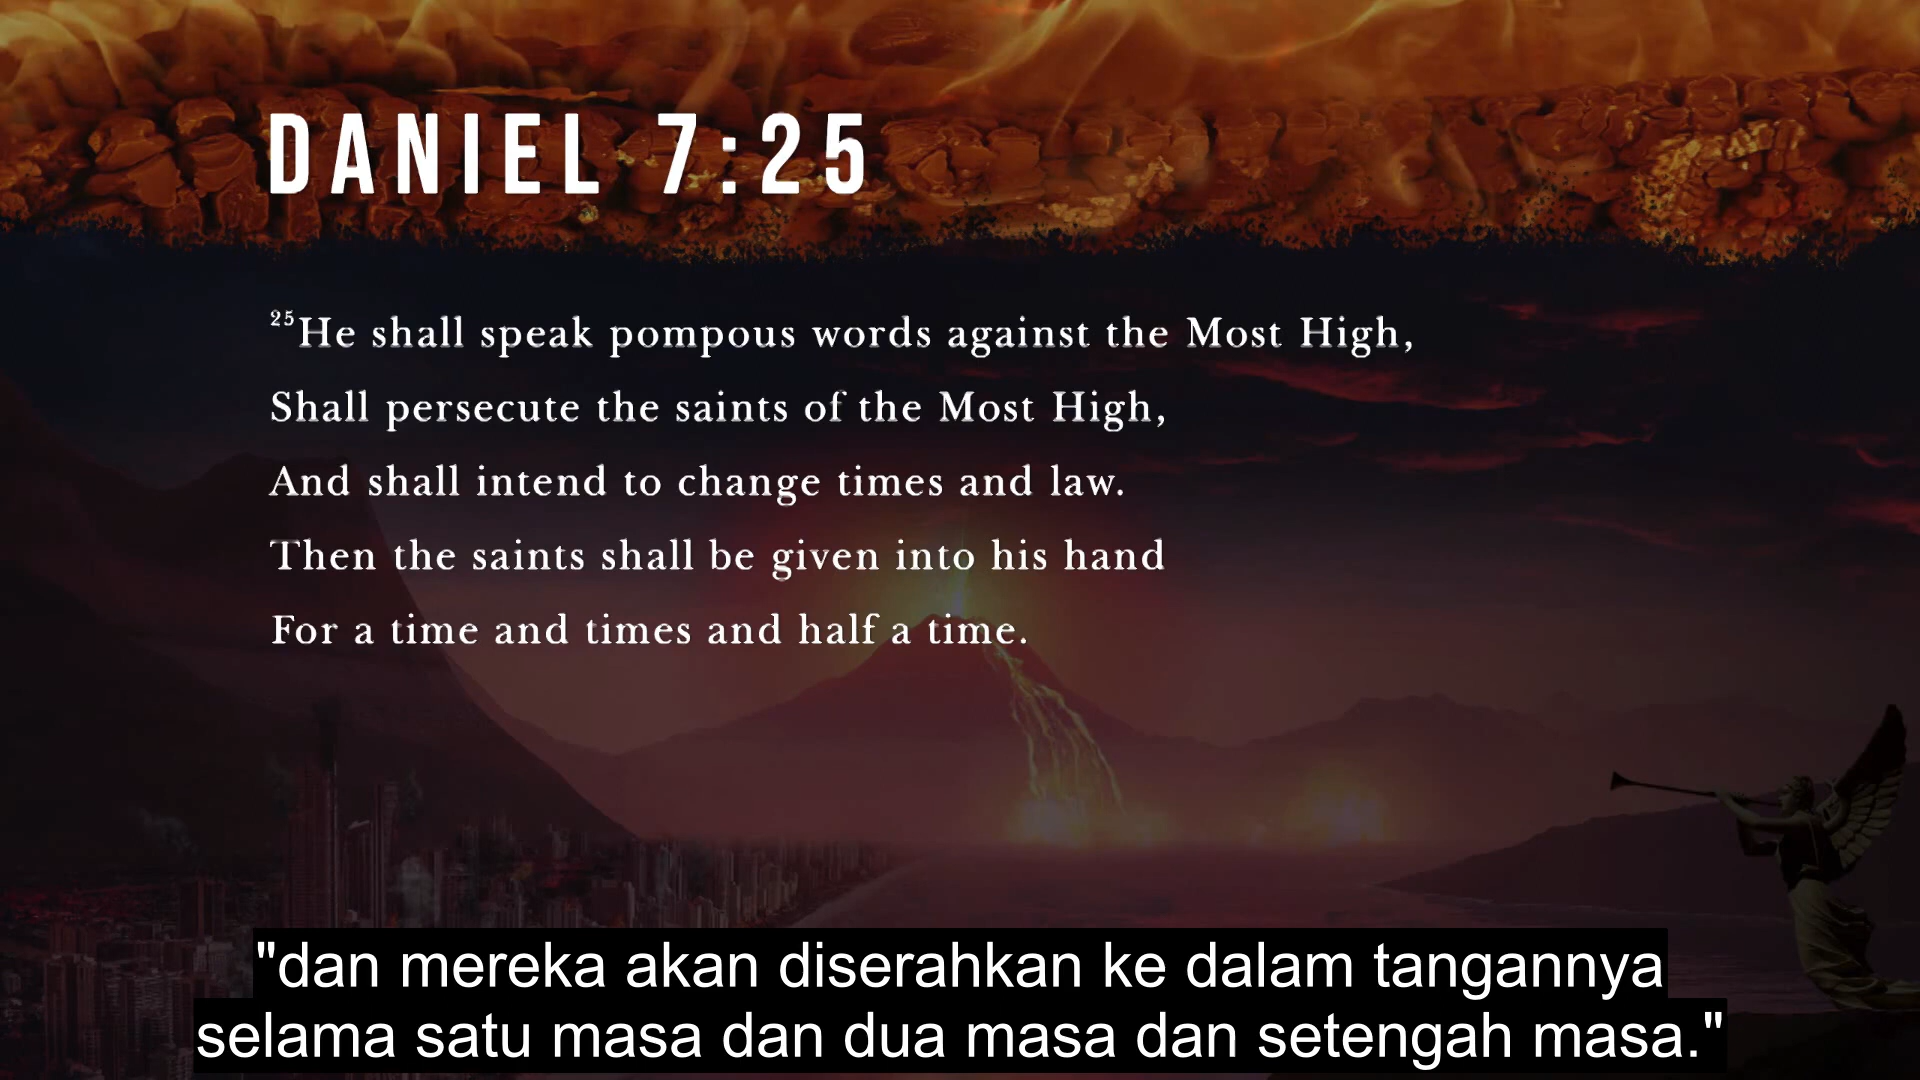 DANIEL 7:25
25He shall speak pompous words against the Most High,
Shall persecute the saints of the Most High,
And shall intend to change times and law.
Then the saints shall be given into his hand
For a time and times and half a time.
"dan mereka akan diserahkan ke dalam tangannya
selama satu masa dan dua masa dan setengah masa."